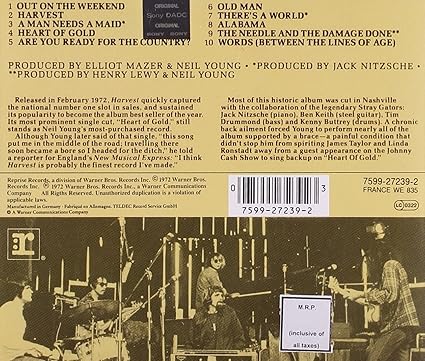 1 OUT ON THE WEEKEND
2 HARVEST
3 A MAN NEEDS A MAID*
4 HEART OF GOLD
5 ARE YOU READY FOR THE COUNTRY?
ORIGINAL
Sony DADC
ORIGINAL
SONY SONY
6 OLD MAN
7 THERE'S A WORLD*
8 ALABAMA
9 THE NEEDLE AND THE DAMAGE DONE**
10 WORDS (BETWEEN THE LINES OF AGE)
PRODUCED BY ELLIOT MAZER & NEIL YOUNG • *PRODUCED BY JACK NITZSCHE •
**PRODUCED BY HENRY LEWY & NEIL YOUNG
Released in February 1972, Harvest quickly captured
the national number one slot in sales, and sustained
its popularity to become the album best seller of the year.
Its most prominent single cut, "Heart of Gold," still
stands as Neil Young's most-purchased record.
Although Young later said of that single, "this song
put me in the middle of the road; travelling there
soon became a bore so I headed for the ditch," he told
a reporter for England's New Musical Express: "I think
Harvest is probably the finest record I've made."
Most of this historic album was cut in Nashville
with the collaboration of the legendary Stray Gators:
Jack Nitzsche (piano), Ben Keith (steel guitar), Tim
Drummond (bass) and Kenny Buttrey (drums). A chronic
back ailment forced Young to perform nearly all of the
album supported by a brace—a painful condition that
didn't stop him from spiriting James Taylor and Linda
Ronstadt away from a guest appearance on the Johnny
Cash Show to sing backup on "Heart Of Gold."
Reprise Records, a division of Warner Bros. Records Inc. ℗ 1972 Warner Bros.
Records Inc. © 1972 Warner Bros. Records Inc. All Rights
Reserved. Unauthorized duplication is a violation of
applicable laws.
Manufactured in Germany · Fabriqué en Allemagne. TELDEC Record Service GmbH
A Warner Communications Company
0 3
7599-27239-2
7599-27239-2
FRANCE WE 835
LC 0322
M.R.P.
(inclusive of
all taxes)